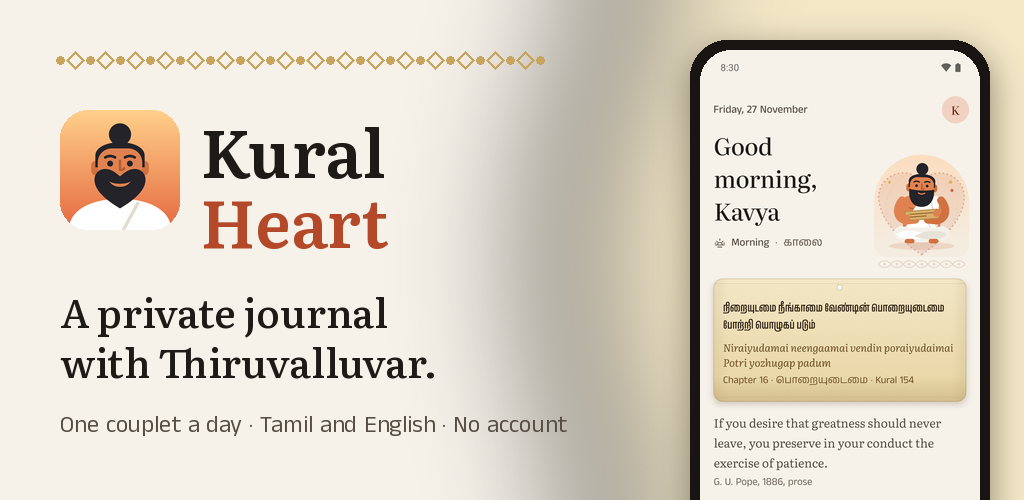 Kural
Heart
A private journal
with Thiruvalluvar.
One couplet a day · Tamil and English · No account
8:30
Friday, 27 November
K
Good
morning,
Kavya
Morning · காலை
நிறையுடமை நீங்காமை வேண்டின் பொறையுடைமை
போற்றி யொழுகப் படும்
Niraiyudamai neengaamai vendin poraiyudaimai
Potri yozhugap padum
Chapter 16 · பொறையுடைமை · Kural 154
If you desire that greatness should never
leave, you preserve in your conduct the
exercise of patience.
G. U. Pope, 1886, prose